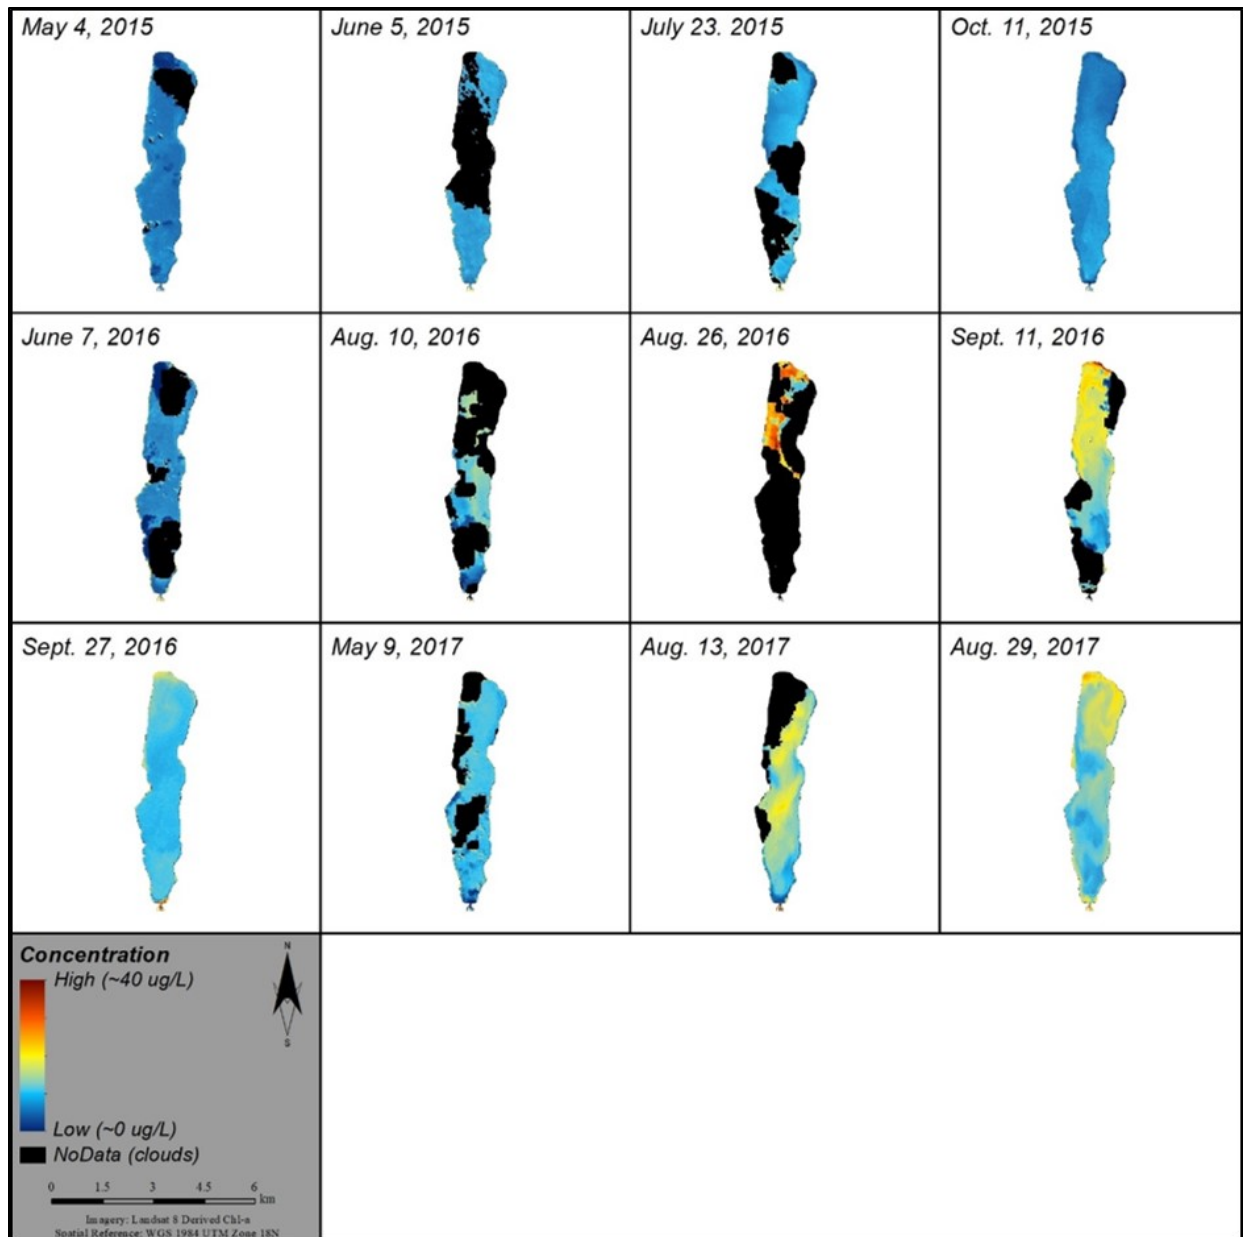 May 4, 2015
June 5, 2015
July 23. 2015
Oct. 11, 2015
June 7, 2016
Aug. 10, 2016
Aug. 26, 2016
Sept. 11, 2016
Sept. 27, 2016
May 9, 2017
Aug. 13, 2017
Aug. 29, 2017
Concentration
High (~40 ug/L)
Low (~0 ug/L)
NoData (clouds)
N
S
0 1.5 3 4.5 6
km
Imagery: Landsat 8 Derived Chl-a
Spatial Reference: WGS 1984 UTM Zone 18N